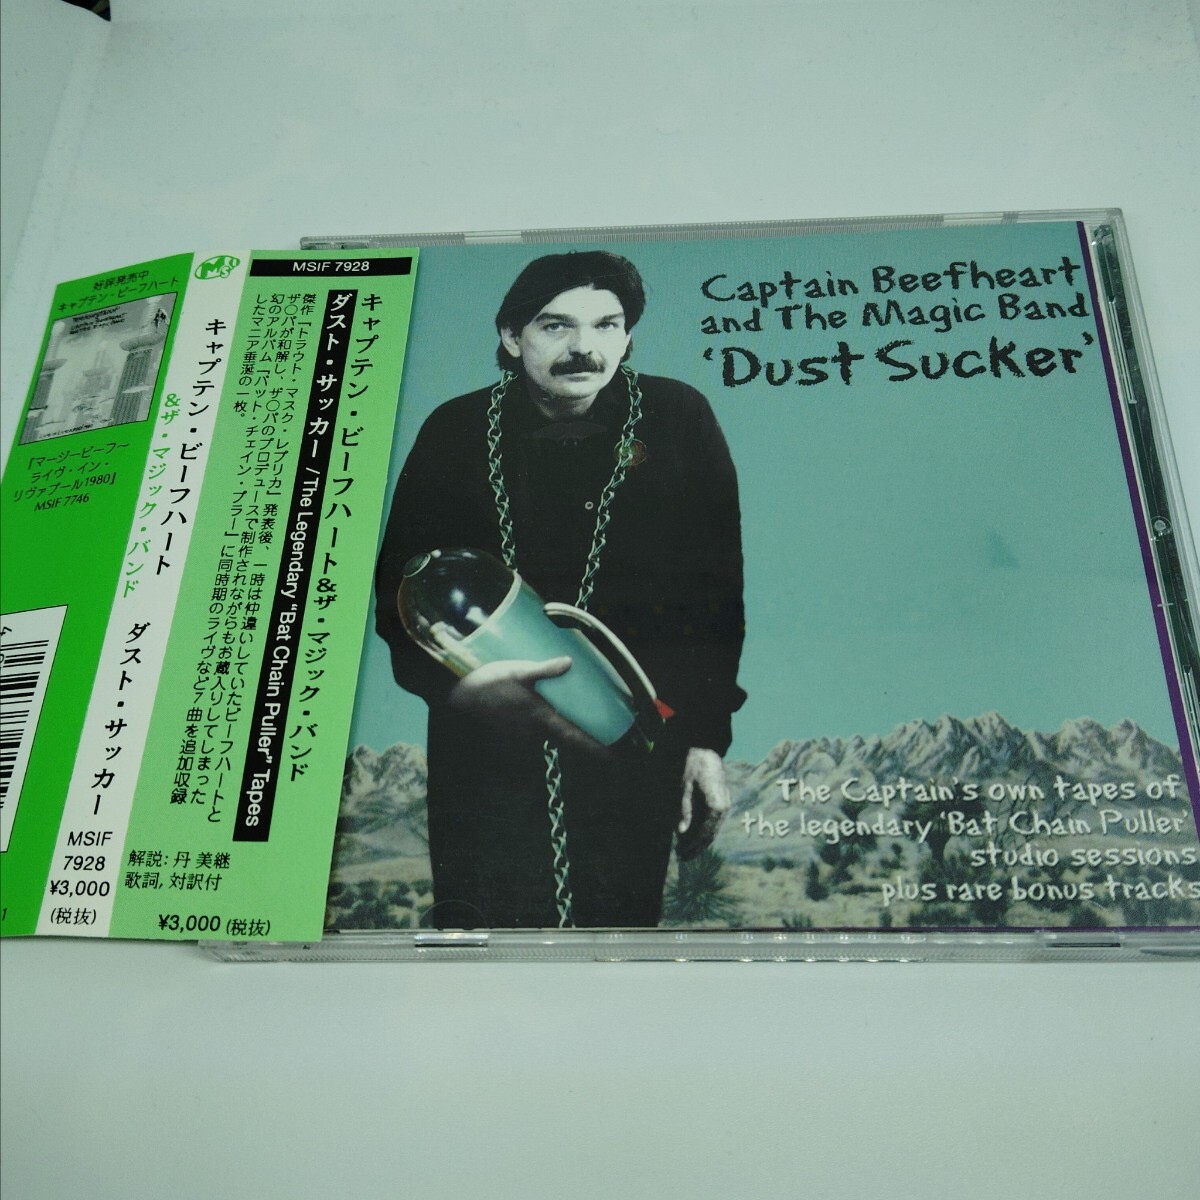 好評発売中
キャプテン・ビーフハート
『マージービーフー
ライヴ・イン・
リヴァプール1980』
MSIF 7746
キャプテン・ビーフハート
&ザ・マジック・バンド
ダスト・サッカー
MSIF
7928
¥3,000
(税抜)
MSIF 7928
キャプテン・ビーフハート&ザ・マジック・バンド
ダスト・サッカー/The Legendary "Bat Chain Puller" Tapes
傑作「トラウト・マスク・レプリカ」発表後、一時は仲違いしていたビーフハートと
ザ〇パが和解し、ザ〇パのプロデュースで制作されながらもお蔵入りしてしまった
幻のアルバム「バット・チェイン・プラー」に同時期のライヴなど7曲を追加収録
したマニア垂涎の一枚。
解説: 丹 美継
歌詞, 対訳付
¥3,000 (税抜)
Captain Beefheart
and The Magic Band
'Dust Sucker'
The Captain's own tapes of
the legendary 'Bat Chain Puller'
studio sessions
plus rare bonus tracks